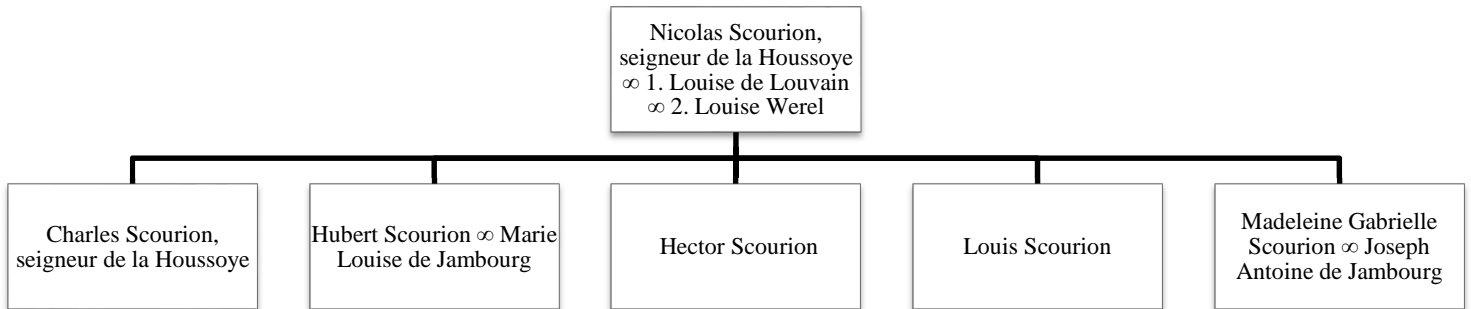 Nicolas Scourion,
seigneur de la Houssoye
∞ 1. Louise de Louvain
∞ 2. Louise Werel
Charles Scourion,
seigneur de la Houssoye
Hubert Scourion ∞ Marie
Louise de Jambourg
Hector Scourion
Louis Scourion
Madeleine Gabrielle
Scourion ∞ Joseph
Antoine de Jambourg